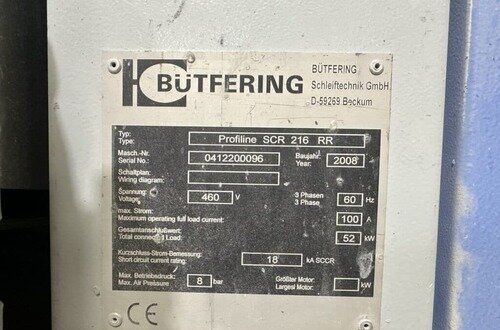 BÜTFERING
BÜTFERING
Schleiftechnik GmbH
D-59269 Beckum
Typ:
Type: Profiline SCR 216 RR
Masch.-Nr.
Serial No.: 0412200096 Baujahr:
Year: 2008
Schaltplan:
Wiring diagram:
Spannung:
Voltage: 460 V 3 Phasen
3 Phase 60 Hz
max. Strom:
Maximum operating full load current: 100 A
Gesamtanschlußwert:
Total connected Load: 52 kW
Kurzschluss-Strom-Bemessung:
Short circuit current rating: 18 kA SCCR
Max. Betriebsdruck:
Max. Air Pressure 8 bar Größter Motor:
Largest Motor: kW
CE